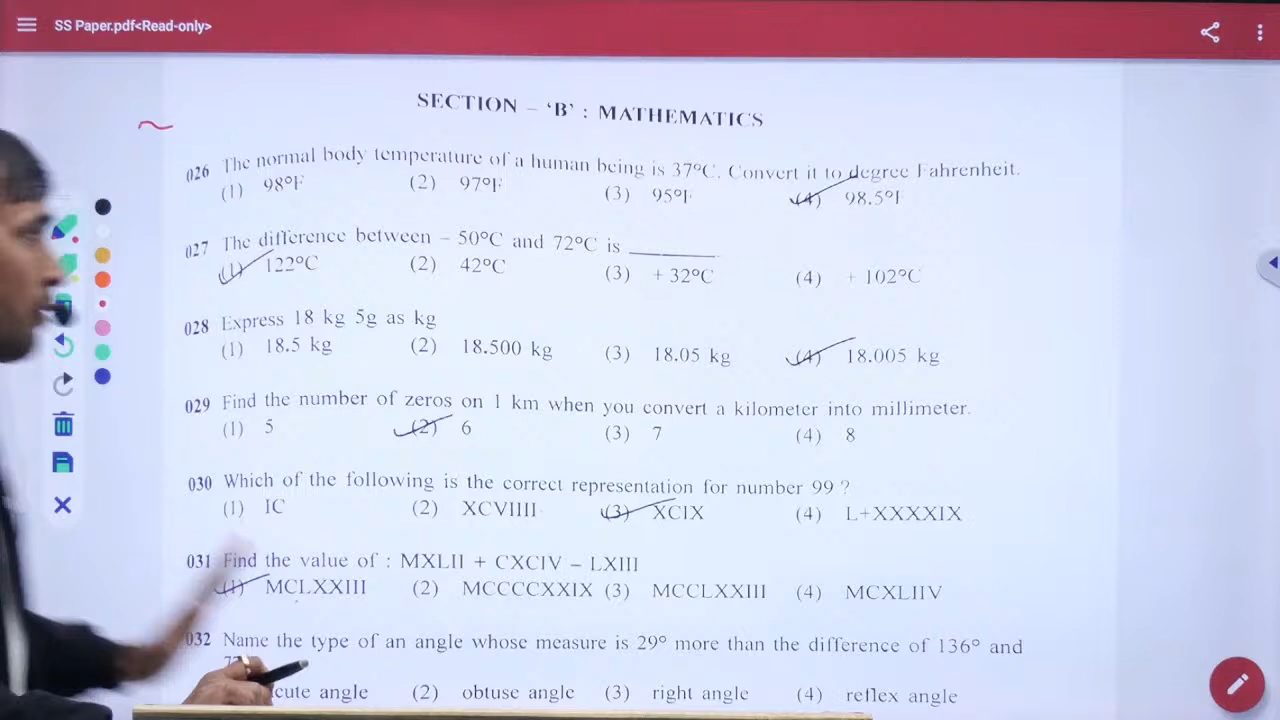 SS Paper.pdf<Read-only>
SECTION – ‘B’ : MATHEMATICS
026 The normal body temperature of a human being is 37°C. Convert it to degree Fahrenheit.
(1) 98°F (2) 97°F (3) 95°F (4) 98.5°F
027 The difference between – 50°C and 72°C is ________.
(1) 122°C (2) 42°C (3) + 32°C (4) + 102°C
028 Express 18 kg 5g as kg
(1) 18.5 kg (2) 18.500 kg (3) 18.05 kg (4) 18.005 kg
029 Find the number of zeros on 1 km when you convert a kilometer into millimeter.
(1) 5 (2) 6 (3) 7 (4) 8
030 Which of the following is the correct representation for number 99 ?
(1) IC (2) XCVIIII (3) XCIX (4) L+XXXXIX
031 Find the value of : MXLII + CXCIV – LXIII
(1) MCLXXIII (2) MCCCCXXIX (3) MCCLXXIII (4) MCXLIIV
032 Name the type of an angle whose measure is 29° more than the difference of 136° and
angle (2) obtuse angle (3) right angle (4) reflex angle